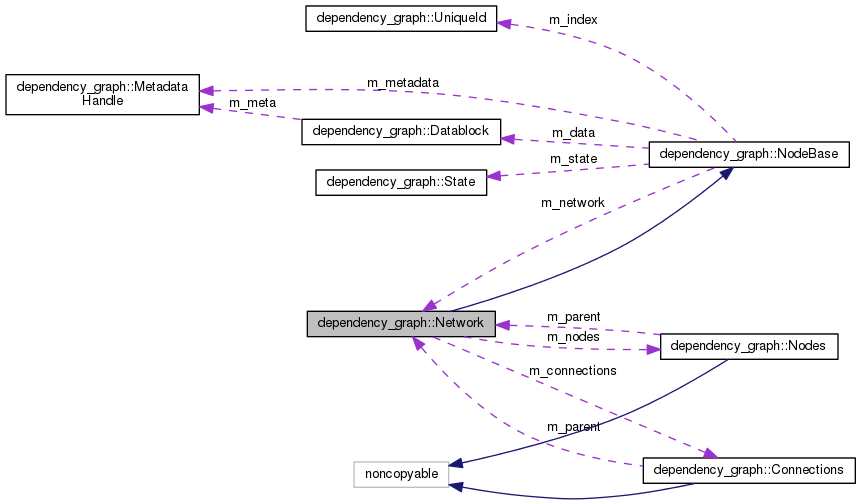 dependency_graph::UniqueId
m_index
dependency_graph::Metadata
Handle
m_metadata
m_meta
dependency_graph::Datablock
m_data
dependency_graph::NodeBase
m_state
dependency_graph::State
m_network
dependency_graph::Network
m_parent
m_nodes
dependency_graph::Nodes
m_connections
m_parent
noncopyable
dependency_graph::Connections